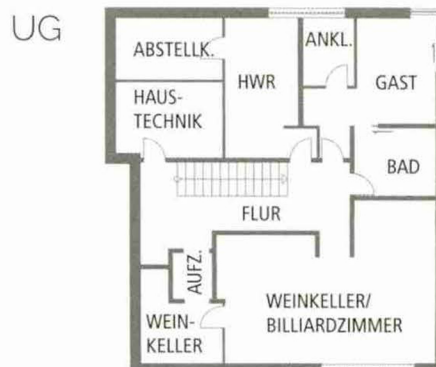 UG
ABSTELLK.
ANKL.
HWR
GAST
HAUS-
TECHNIK
BAD
FLUR
AUFZ.
WEINKELLER/
BILLIARDZIMMER
WEIN-
KELLER